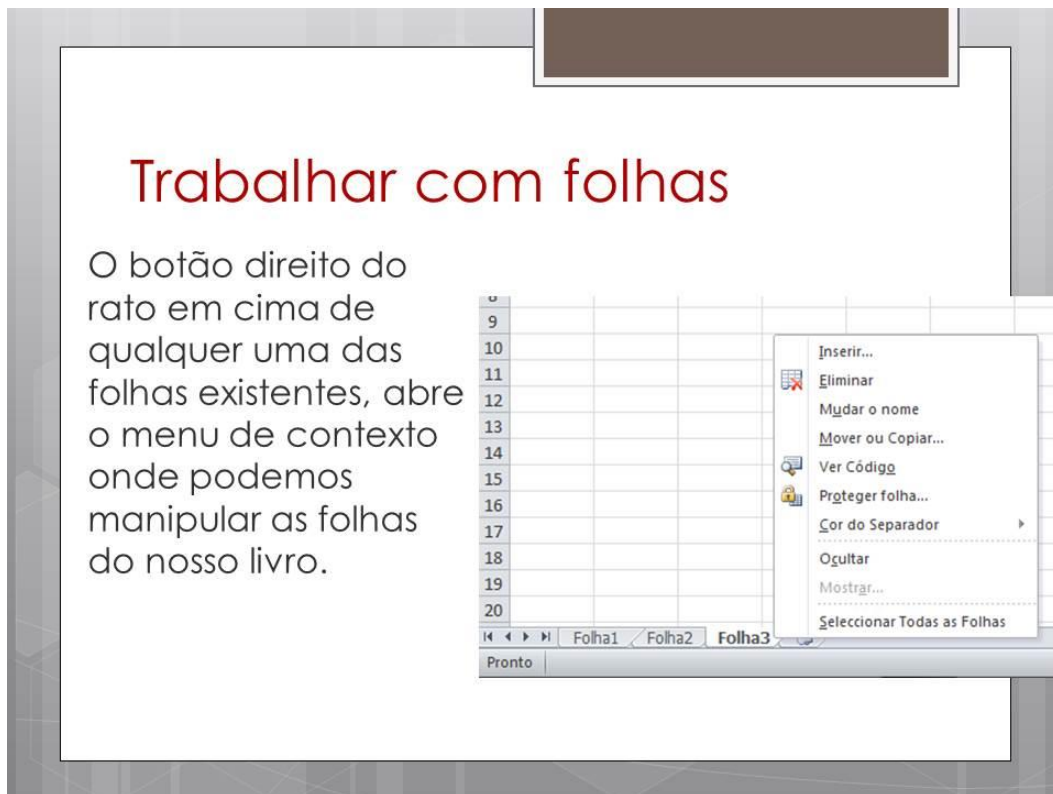 Trabalhar com folhas
O botão direito do
rato em cima de
qualquer uma das
folhas existentes, abre
o menu de contexto
onde podemos
manipular as folhas
do nosso livro.
9
10
11
12
13
14
15
16
17
18
19
20
Inserir...
Eliminar
Mudar o nome
Mover ou Copiar...
Ver Código
Proteger folha...
Cor do Separador
Ocultar
Mostrar...
Seleccionar Todas as Folhas
Folha1 Folha2 Folha3
Pronto